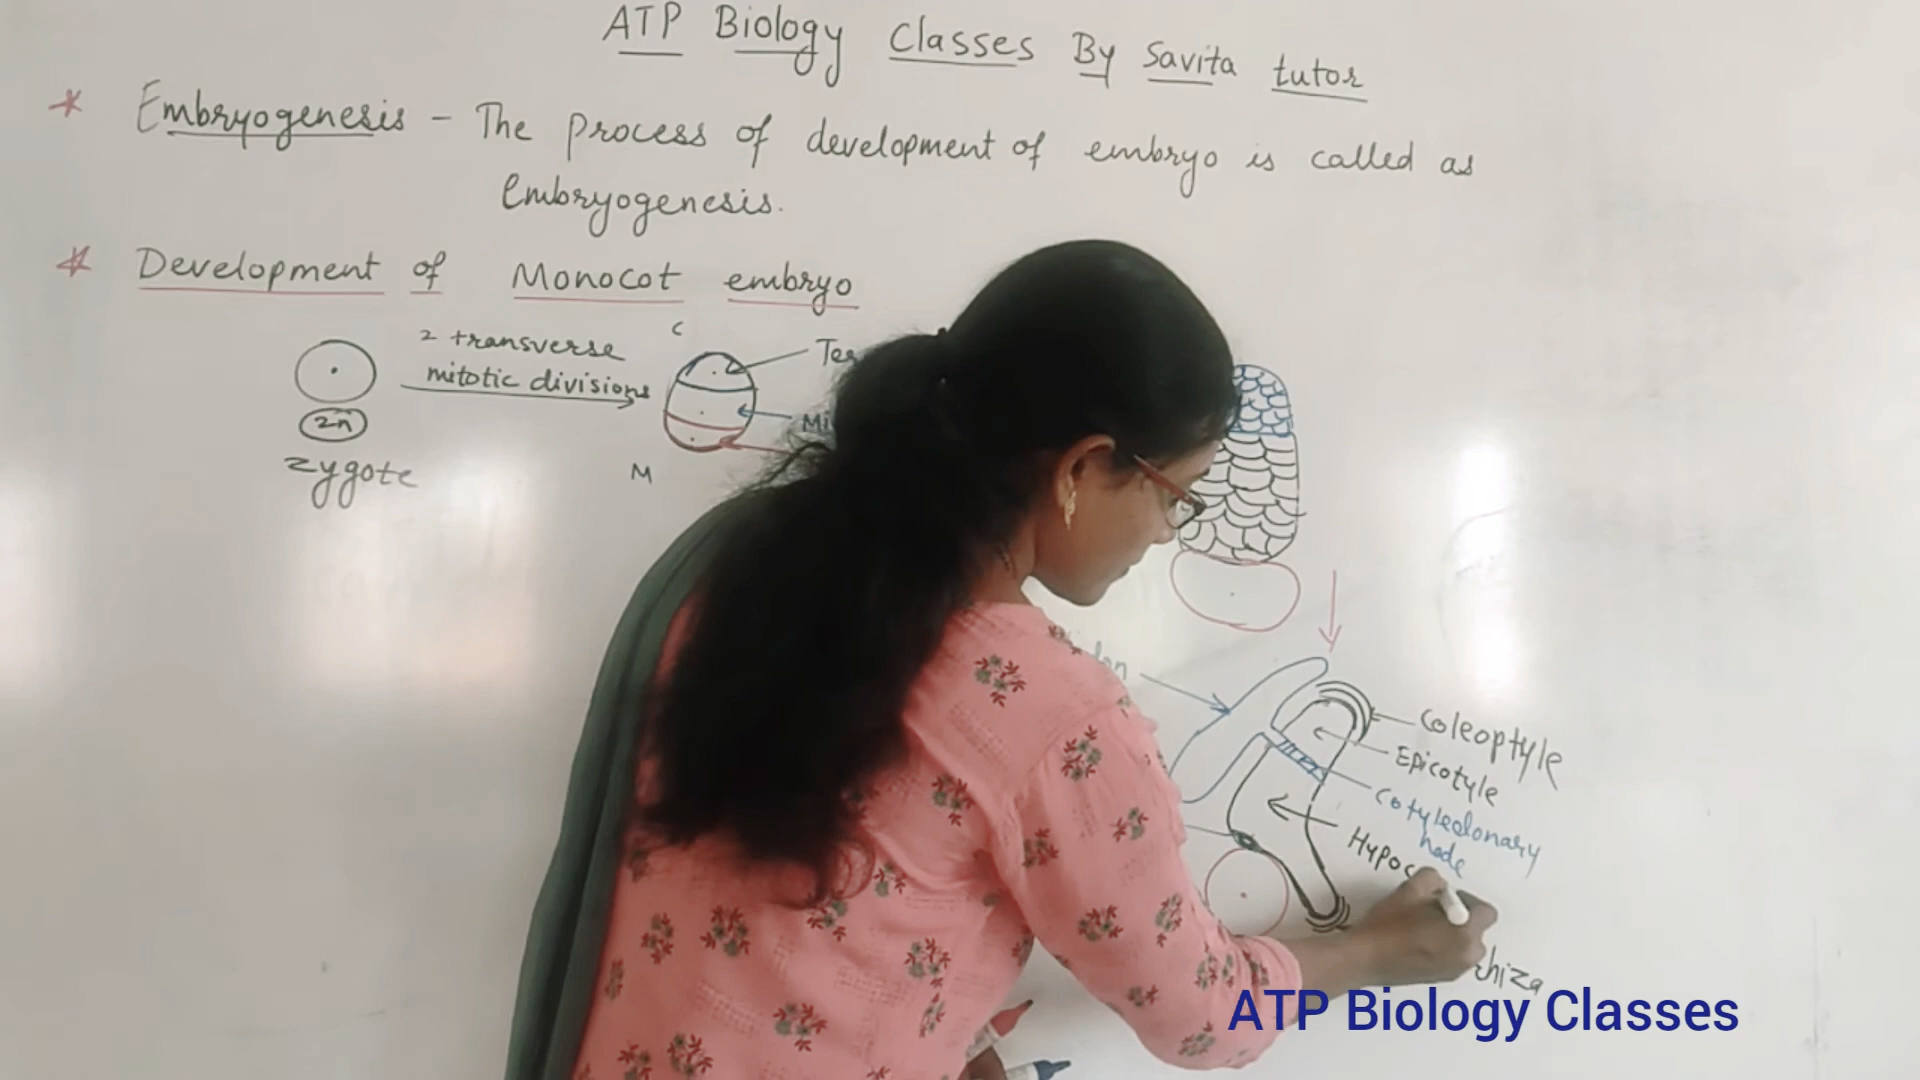 ATP Biology Classes By Savita tutor
* Embryogenesis - The process of development of embryo is called as
Embryogenesis.
* Development of Monocot embryo
2 transverse
mitotic divisions
2n
zygote
C
M
Coleoptyle
Epicotyle
Cotyledonary
node
ATP Biology Classes